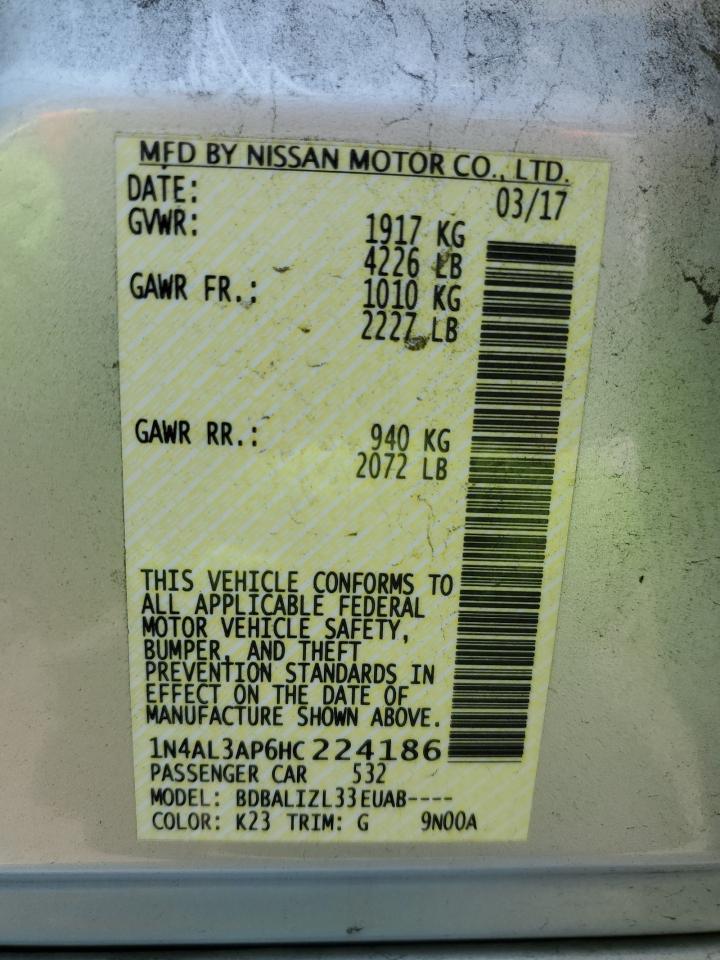 MFD BY NISSAN MOTOR CO., LTD.
DATE: 03/17
GVWR: 1917 KG
4226 LB
GAWR FR.: 1010 KG
2227 LB
GAWR RR.: 940 KG
2072 LB
THIS VEHICLE CONFORMS TO
ALL APPLICABLE FEDERAL
MOTOR VEHICLE SAFETY,
BUMPER, AND THEFT
PREVENTION STANDARDS IN
EFFECT ON THE DATE OF
MANUFACTURE SHOWN ABOVE.
1N4AL3AP6HC 224186
PASSENGER CAR 532
MODEL: BDBALIZL33EUAB----
COLOR: K23 TRIM: G 9N00A